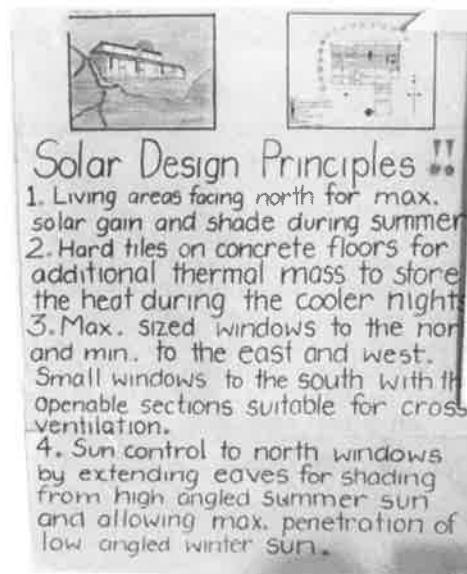 Solar Design Principles !!
1. Living areas facing north for max.
solar gain and shade during summer
2. Hard tiles on concrete floors for
additional thermal mass to store
the heat during the cooler night
3. Max. sized windows to the nor
and min. to the east and west.
Small windows to the south with th
openable sections suitable for cros
ventilation.
4. Sun control to north windows
by extending eaves for shading
from high angled summer sun
and allowing max. penetration of
low angled winter sun.